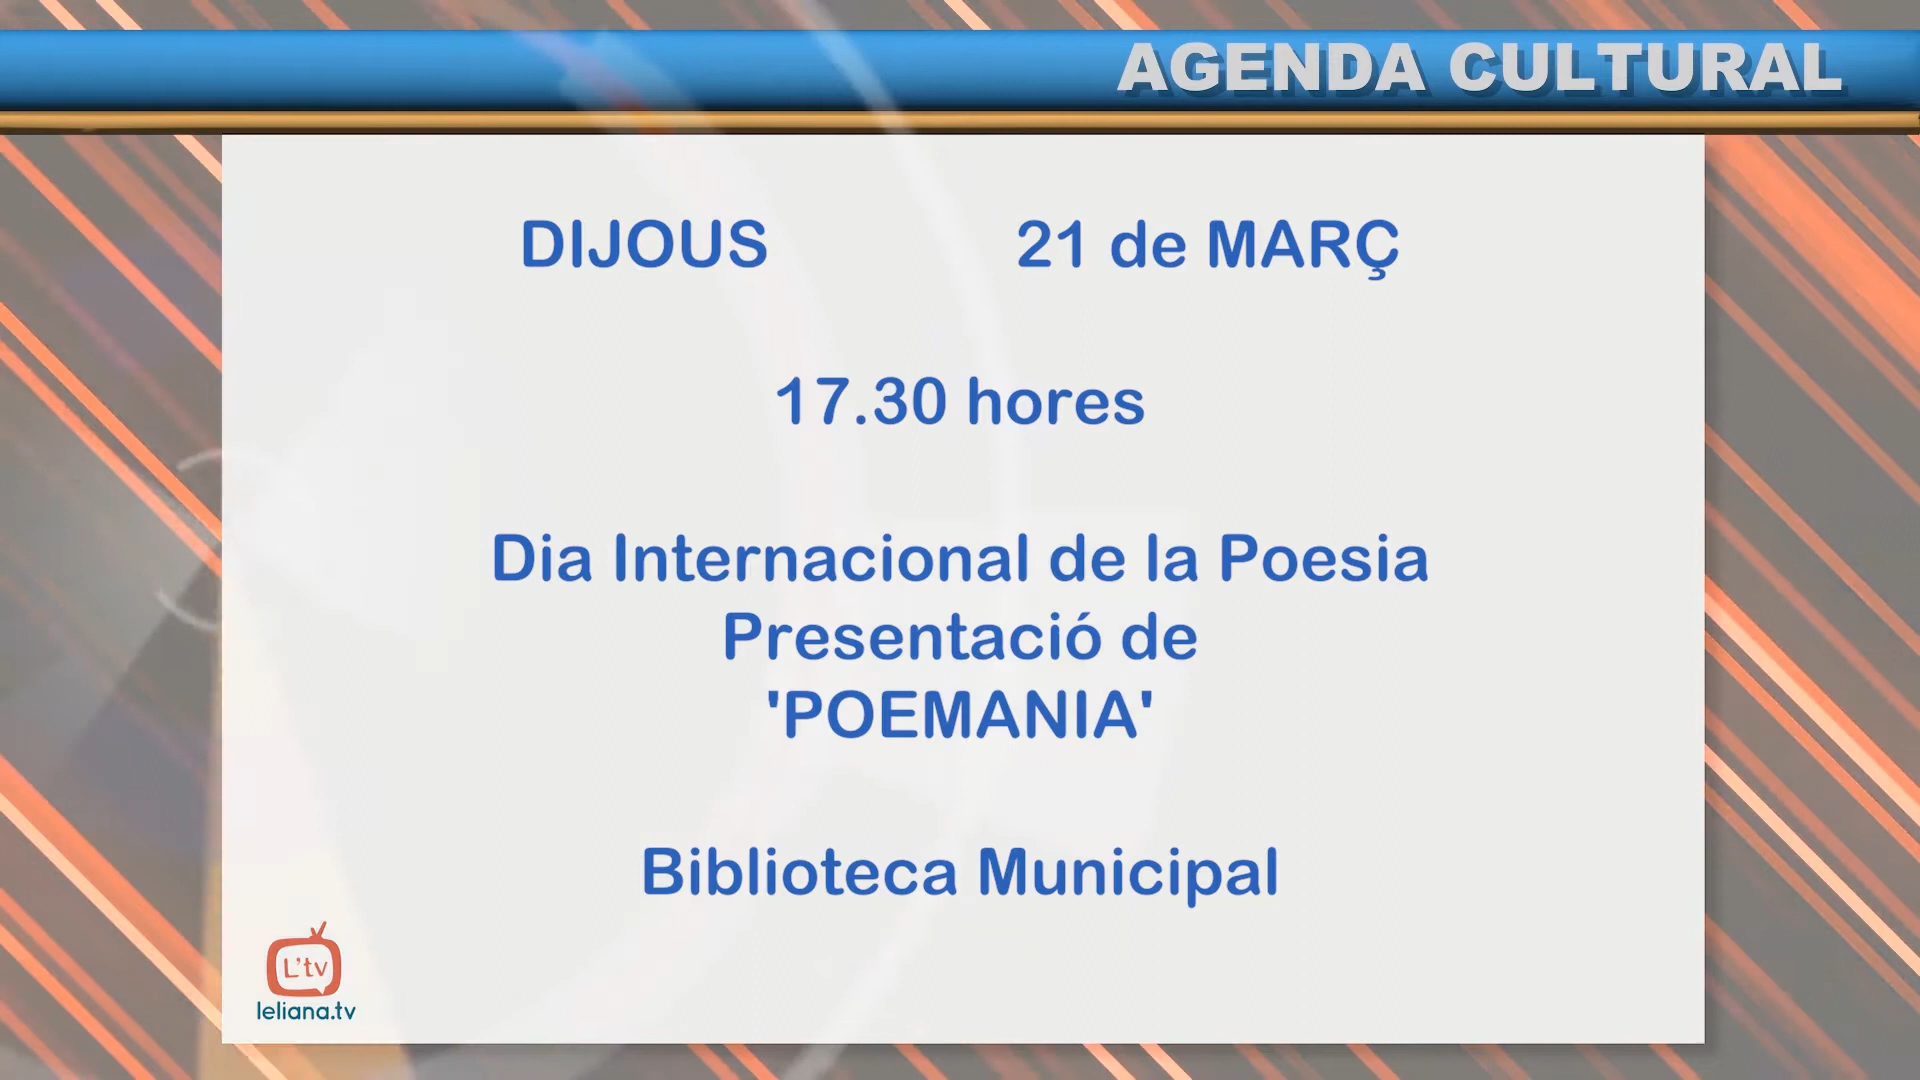 AGENDA CULTURAL
DIJOUS 21 de MARÇ
17.30 hores
Dia Internacional de la Poesia
Presentació de
'POEMANIA'
Biblioteca Municipal
L'tv
leliana.tv